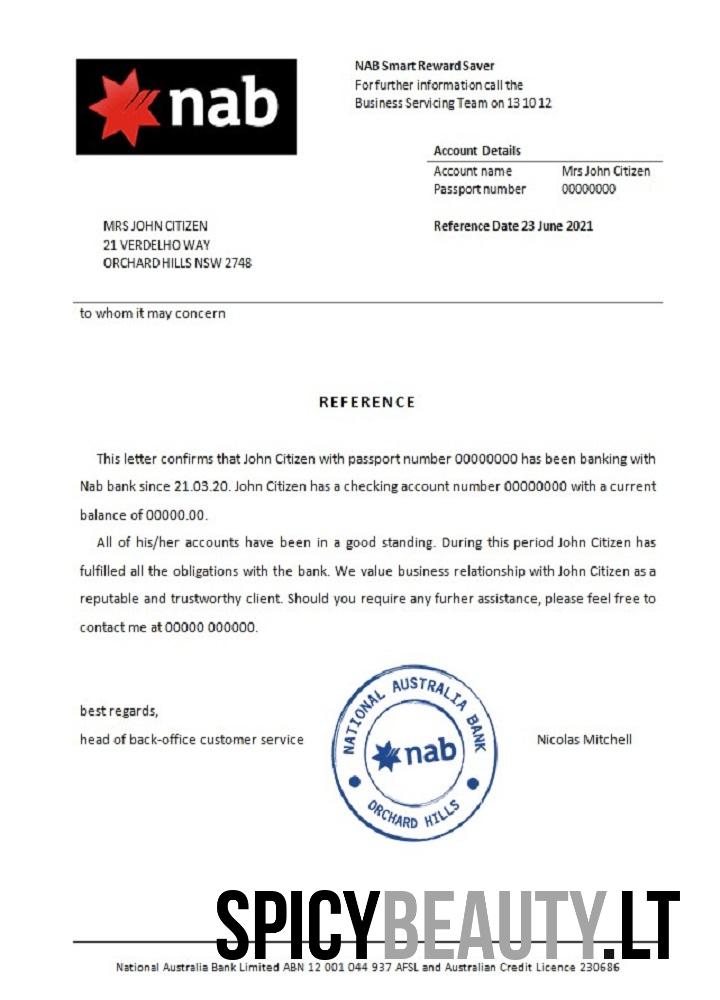 nab
NAB Smart Reward Saver
For further information call the
Business Servicing Team on 13 10 12
Account Details
Account name Mrs John Citizen
Passport number 00000000
MRS JOHN CITIZEN
21 VERDELHO WAY
ORCHARD HILLS NSW 2748
Reference Date 23 June 2021
to whom it may concern
REFERENCE
This letter confirms that John Citizen with passport number 00000000 has been banking with
Nab bank since 21.03.20. John Citizen has a checking account number 00000000 with a current
balance of 00000.00.
All of his/her accounts have been in a good standing. During this period John Citizen has
fulfilled all the obligations with the bank. We value business relationship with John Citizen as a
reputable and trustworthy client. Should you require any furher assistance, please feel free to
contact me at 00000 000000.
best regards,
head of back-office customer service
NATIONAL AUSTRALIA BANK
nab
ORCHARD HILLS
Nicolas Mitchell
SPICYBEAUTY.LT
National Australia Bank Limited ABN 12 001 044 937 AFSL and Australian Credit Licence 230686